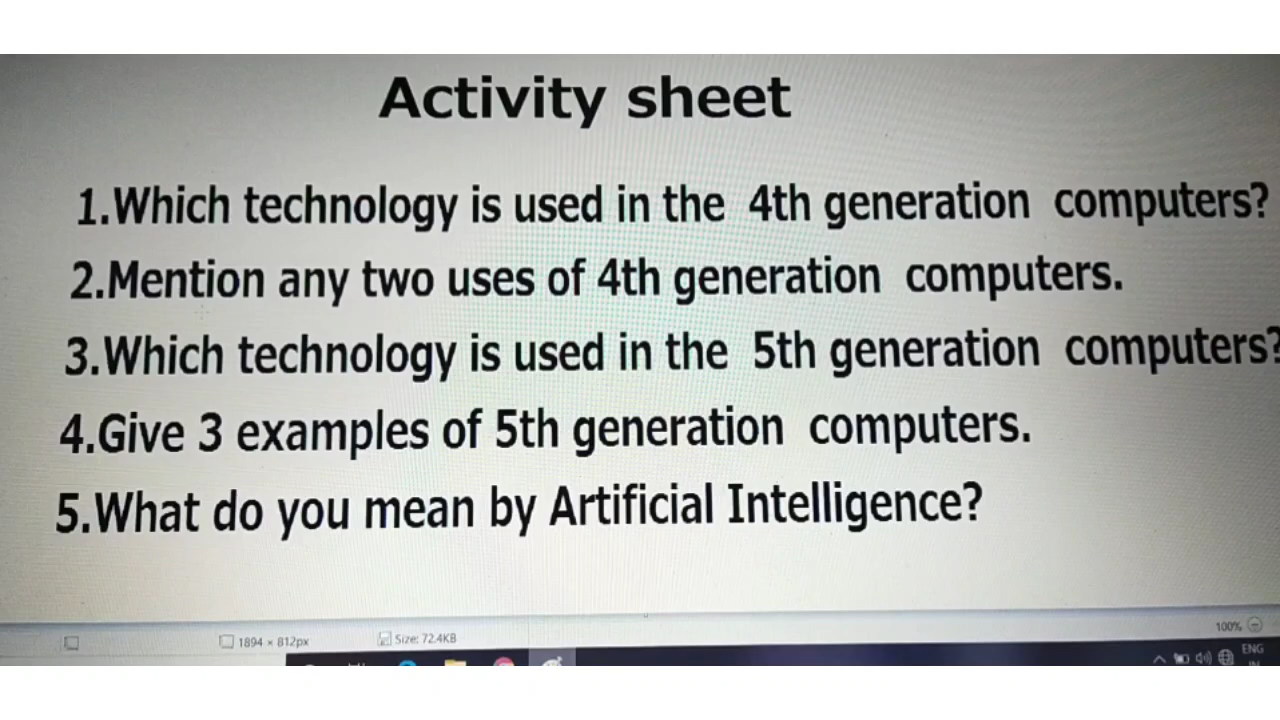 Activity sheet
1.Which technology is used in the 4th generation computers?
2.Mention any two uses of 4th generation computers.
3.Which technology is used in the 5th generation computers?
4.Give 3 examples of 5th generation computers.
5.What do you mean by Artificial Intelligence?
1894 × 812px Size: 72.4KB 100%
ENG
IN